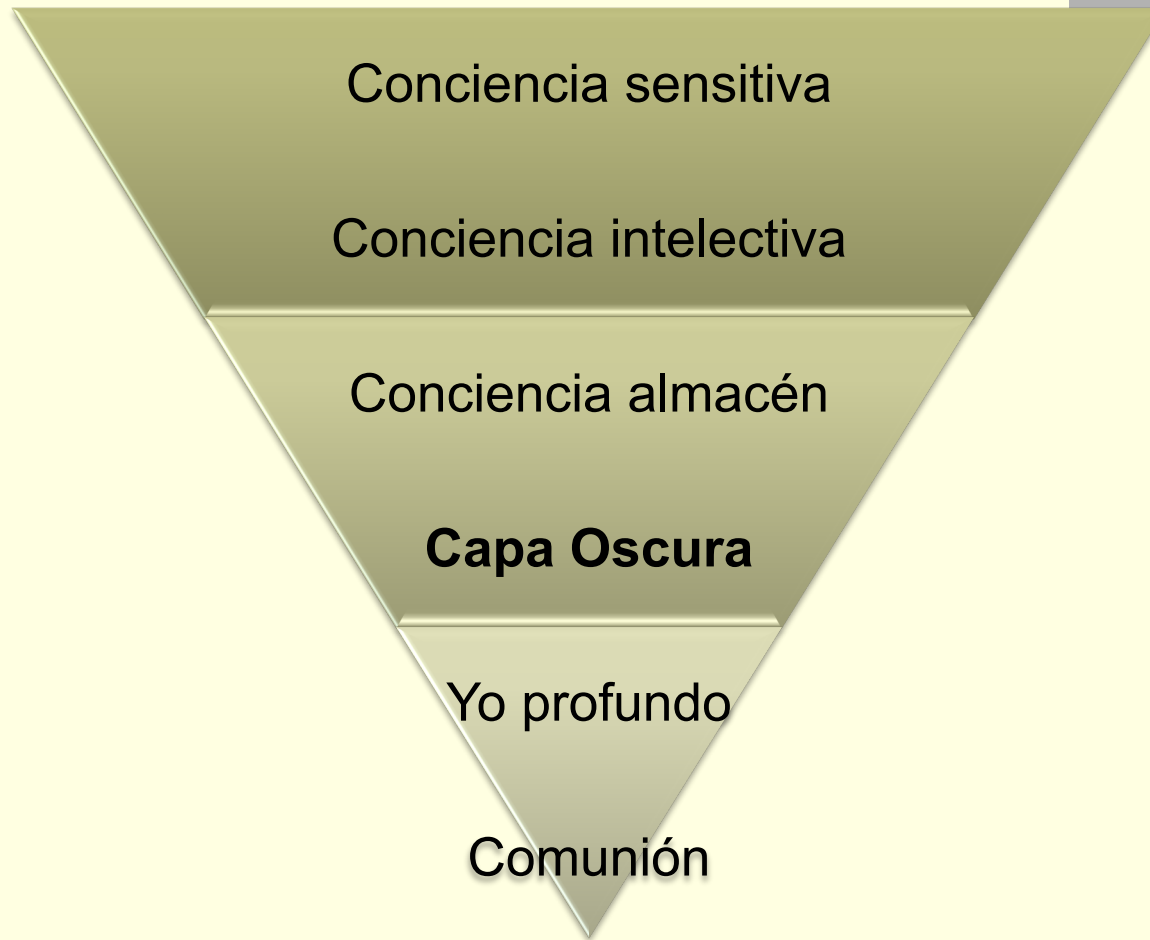 Conciencia sensitiva
Conciencia intelectiva
Conciencia almacén
Capa Oscura
Yo profundo
Comunión